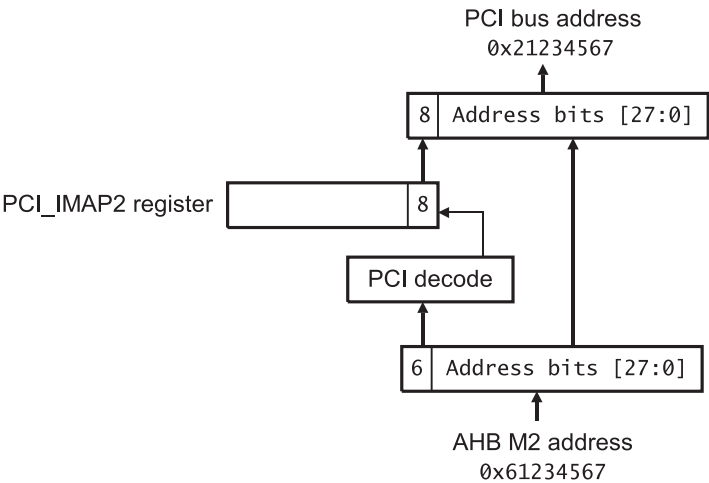 PCI bus address
0x21234567
8 Address bits [27:0]
PCI_IMAP2 register
8
PCI decode
6 Address bits [27:0]
AHB M2 address
0x61234567